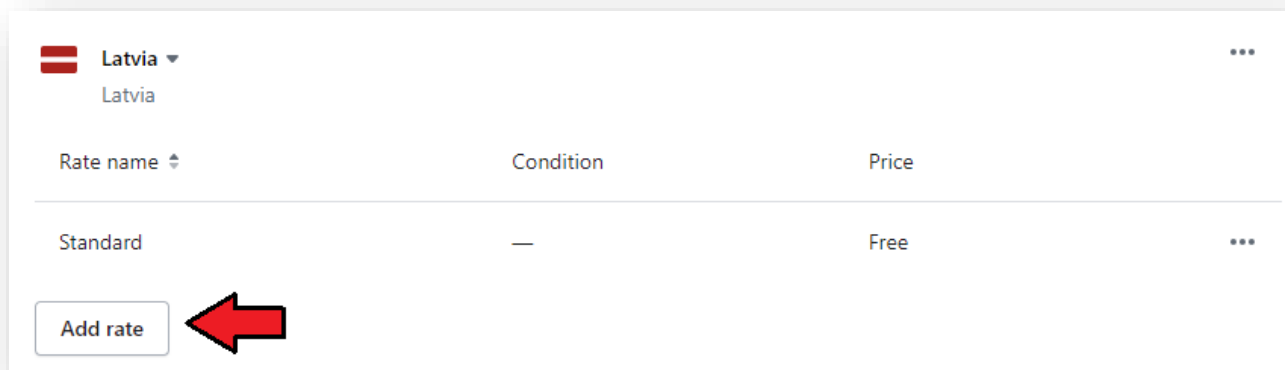 Latvia
Latvia
Rate name Condition Price
Standard — Free
Add rate